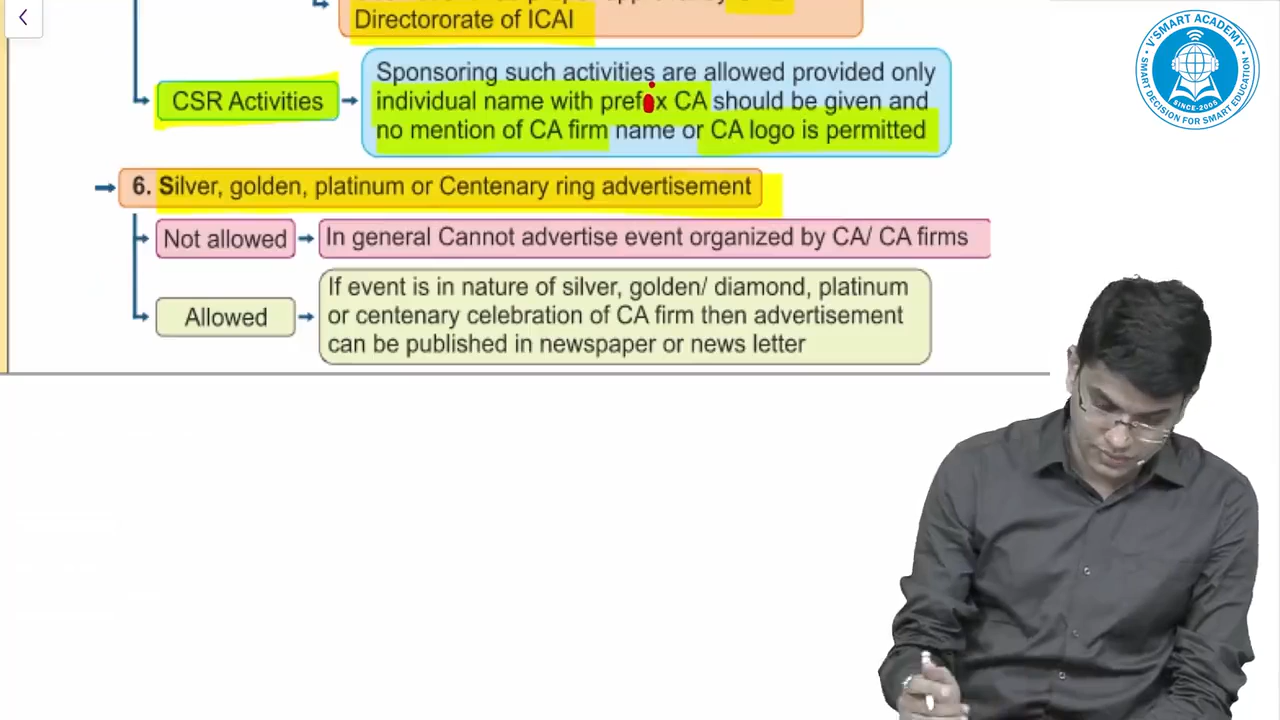 Directororate of ICAI
CSR Activities
Sponsoring such activities are allowed provided only
individual name with prefix CA should be given and
no mention of CA firm name or CA logo is permitted
6. Silver, golden, platinum or Centenary ring advertisement
Not allowed
In general Cannot advertise event organized by CA/ CA firms
Allowed
If event is in nature of silver, golden/ diamond, platinum
or centenary celebration of CA firm then advertisement
can be published in newspaper or news letter
V'SMART ACADEMY
SINCE-2005
SMART DECISION FOR SMART EDUCATION